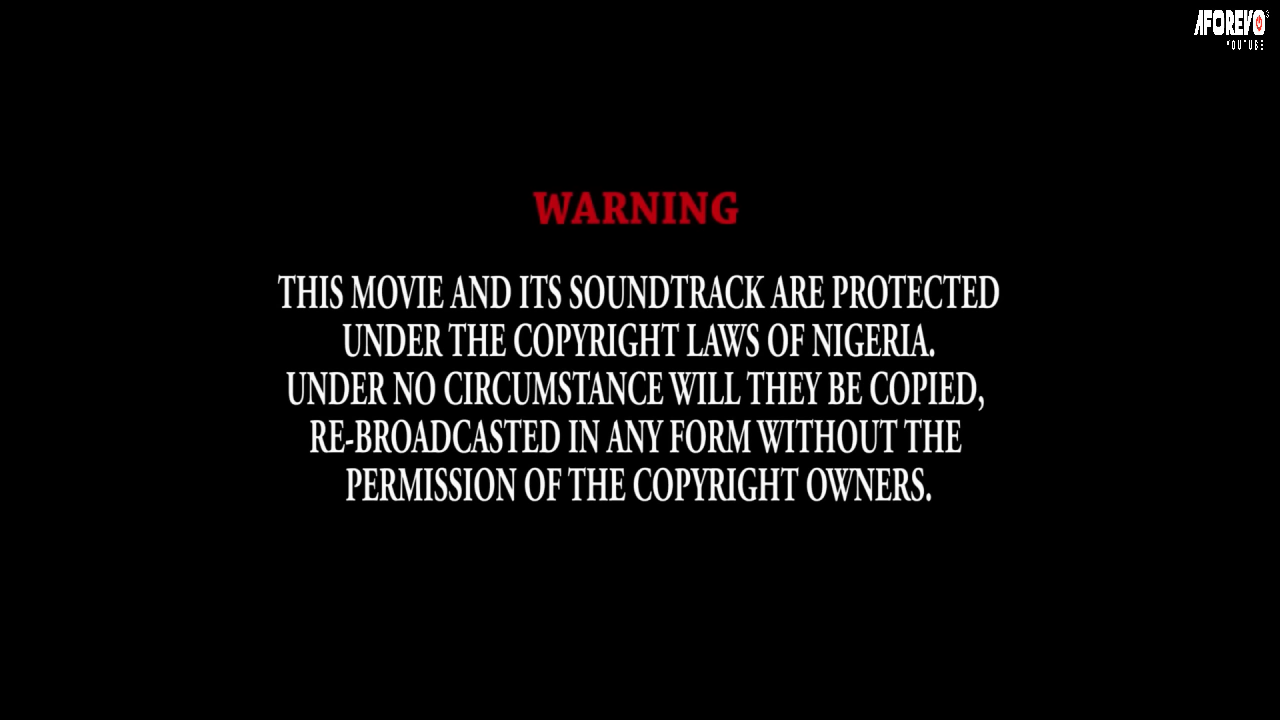 AFOREVO
YOUTUBE
WARNING
THIS MOVIE AND ITS SOUNDTRACK ARE PROTECTED
UNDER THE COPYRIGHT LAWS OF NIGERIA.
UNDER NO CIRCUMSTANCE WILL THEY BE COPIED,
RE-BROADCASTED IN ANY FORM WITHOUT THE
PERMISSION OF THE COPYRIGHT OWNERS.